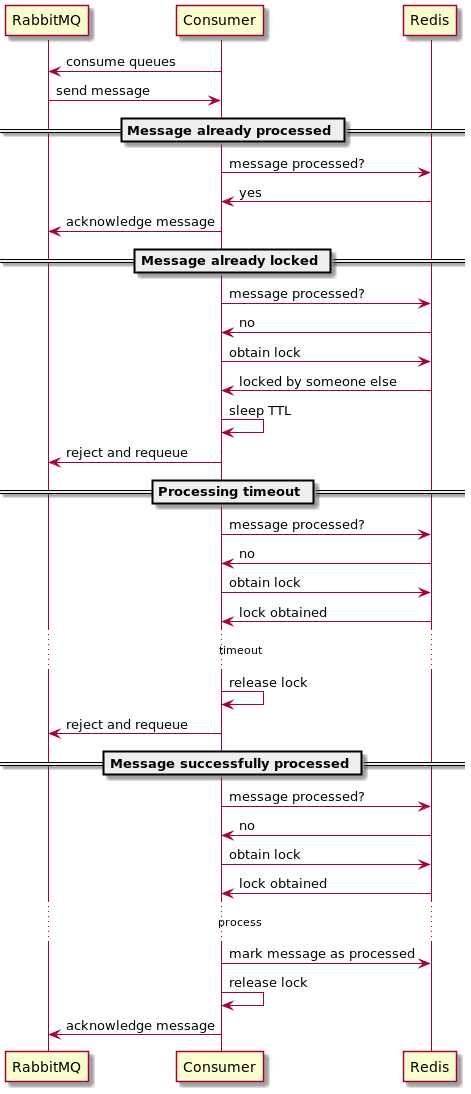 RabbitMQ Consumer Redis
consume queues
send message
Message already processed
message processed?
yes
acknowledge message
Message already locked
message processed?
no
obtain lock
locked by someone else
sleep TTL
reject and requeue
Processing timeout
message processed?
no
obtain lock
lock obtained
timeout
release lock
reject and requeue
Message successfully processed
message processed?
no
obtain lock
lock obtained
process
mark message as processed
release lock
acknowledge message
RabbitMQ Consumer Redis